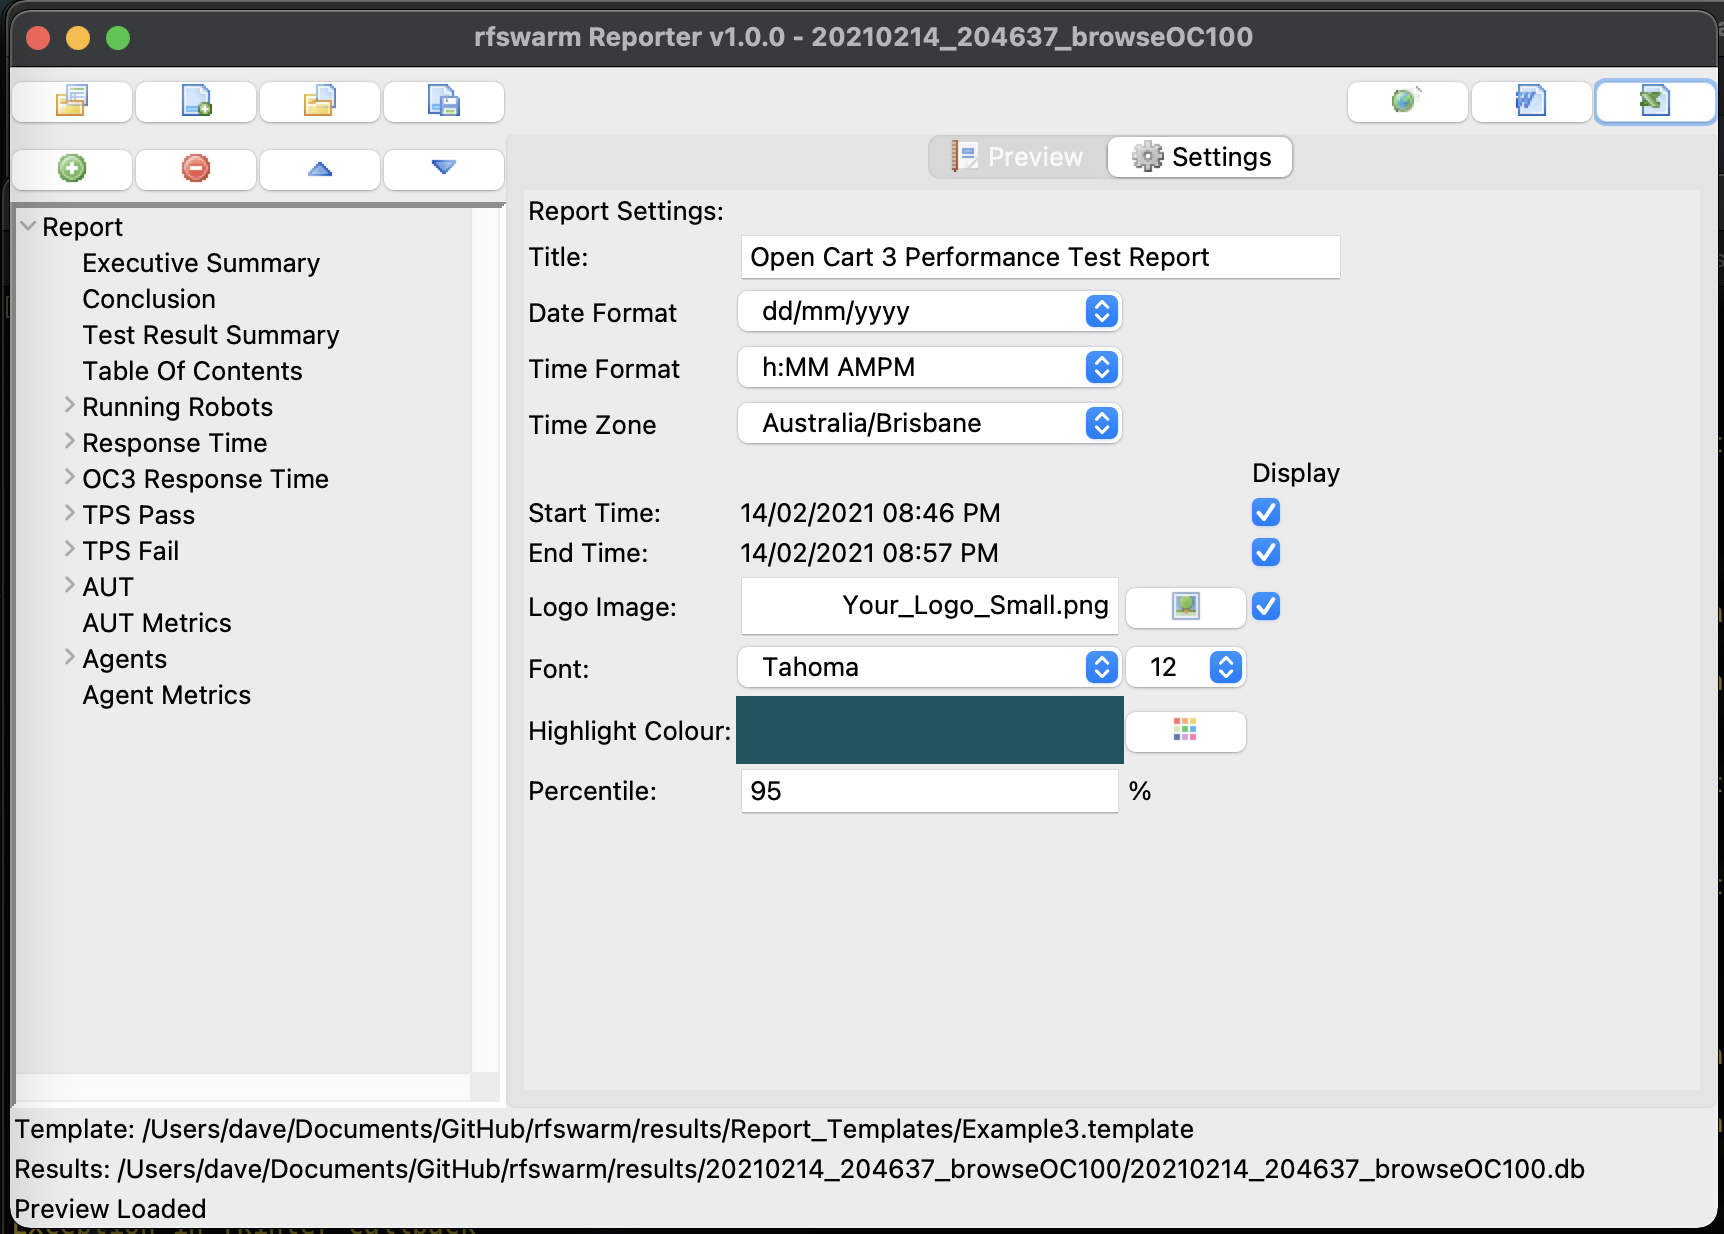 rfswarm Reporter v1.0.0 - 20210214_204637_browseOC100
Preview
Settings
Report
Executive Summary
Conclusion
Test Result Summary
Table Of Contents
Running Robots
Response Time
OC3 Response Time
TPS Pass
TPS Fail
AUT
AUT Metrics
Agents
Agent Metrics
Report Settings:
Title: Open Cart 3 Performance Test Report
Date Format dd/mm/yyyy
Time Format h:MM AMPM
Time Zone Australia/Brisbane
Display
Start Time: 14/02/2021 08:46 PM
End Time: 14/02/2021 08:57 PM
Logo Image: Your_Logo_Small.png
Font: Tahoma 12
Highlight Colour:
Percentile: 95 %
Template: /Users/dave/Documents/GitHub/rfswarm/results/Report_Templates/Example3.template
Results: /Users/dave/Documents/GitHub/rfswarm/results/20210214_204637_browseOC100/20210214_204637_browseOC100.db
Preview Loaded